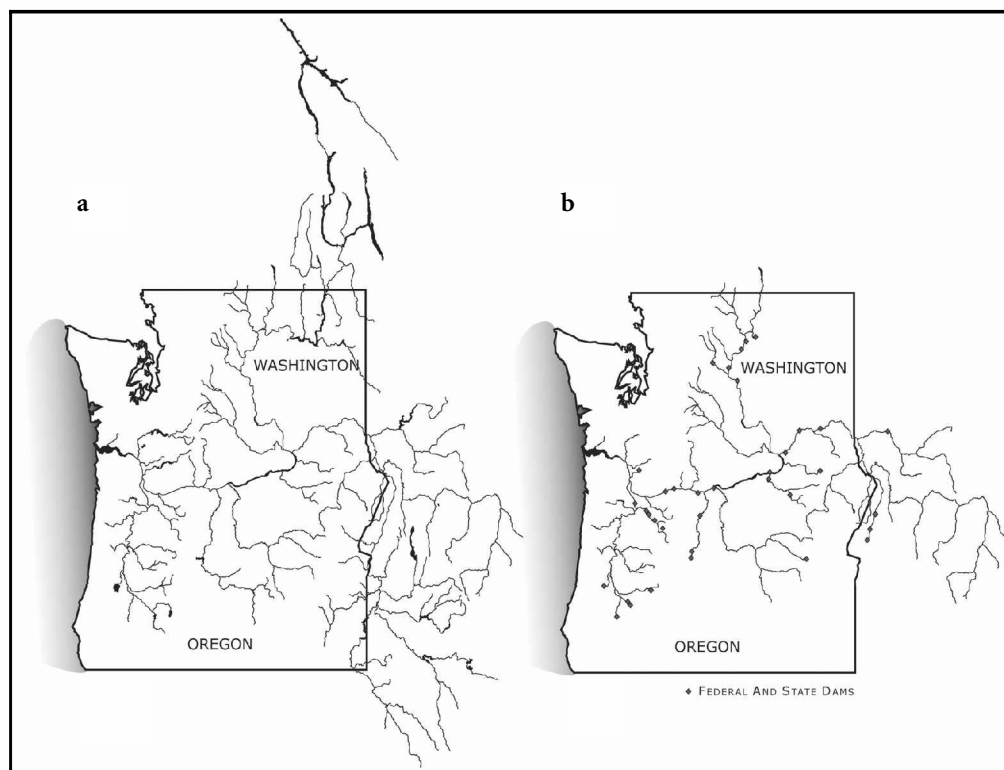 a
b
WASHINGTON
WASHINGTON
OREGON
OREGON
FEDERAL AND STATE DAMS